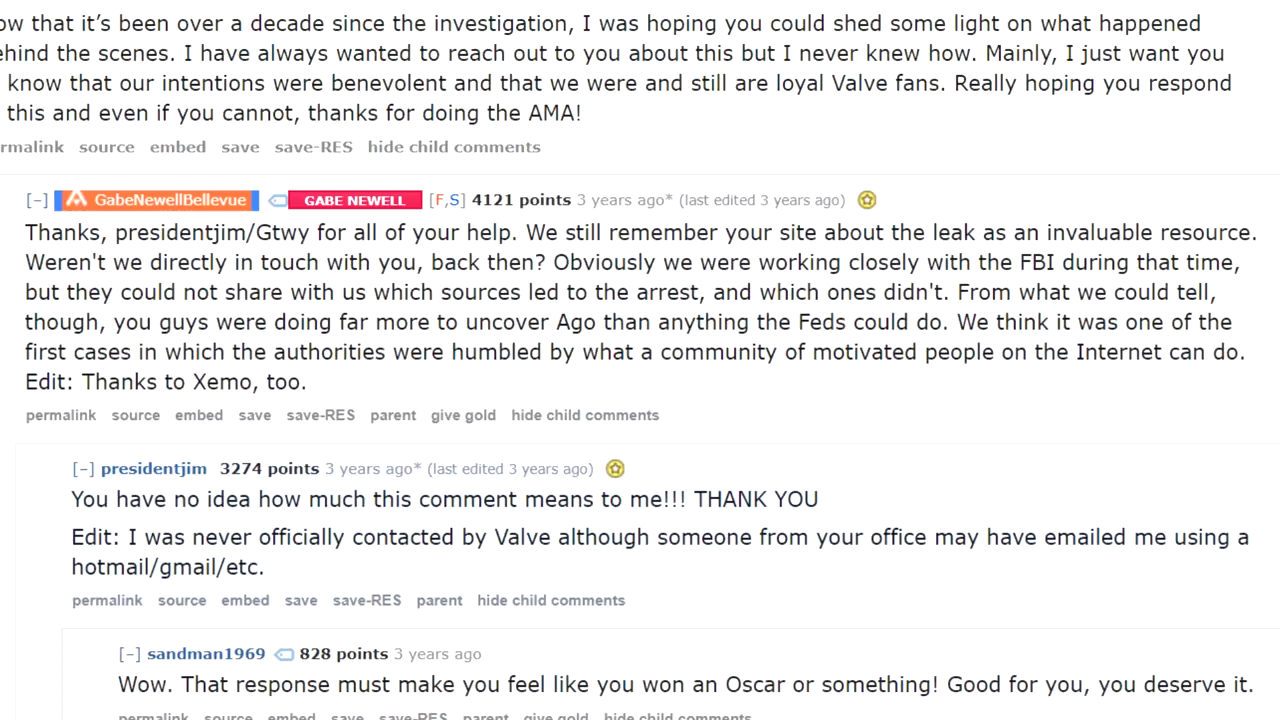 ow that it’s been over a decade since the investigation, I was hoping you could shed some light on what happened
ehind the scenes. I have always wanted to reach out to you about this but I never knew how. Mainly, I just want you
know that our intentions were benevolent and that we were and still are loyal Valve fans. Really hoping you respond
this and even if you cannot, thanks for doing the AMA!
rmalink source embed save save-RES hide child comments
[–] GabeNewellBellevue GABE NEWELL [F,S] 4121 points 3 years ago* (last edited 3 years ago)
Thanks, presidentjim/Gtwy for all of your help. We still remember your site about the leak as an invaluable resource.
Weren't we directly in touch with you, back then? Obviously we were working closely with the FBI during that time,
but they could not share with us which sources led to the arrest, and which ones didn't. From what we could tell,
though, you guys were doing far more to uncover Ago than anything the Feds could do. We think it was one of the
first cases in which the authorities were humbled by what a community of motivated people on the Internet can do.
Edit: Thanks to Xemo, too.
permalink source embed save save-RES parent give gold hide child comments
[–] presidentjim 3274 points 3 years ago* (last edited 3 years ago)
You have no idea how much this comment means to me!!! THANK YOU
Edit: I was never officially contacted by Valve although someone from your office may have emailed me using a
hotmail/gmail/etc.
permalink source embed save save-RES parent hide child comments
[–] sandman1969 828 points 3 years ago
Wow. That response must make you feel like you won an Oscar or something! Good for you, you deserve it.
permalink source embed save save-RES parent give gold hide child comments